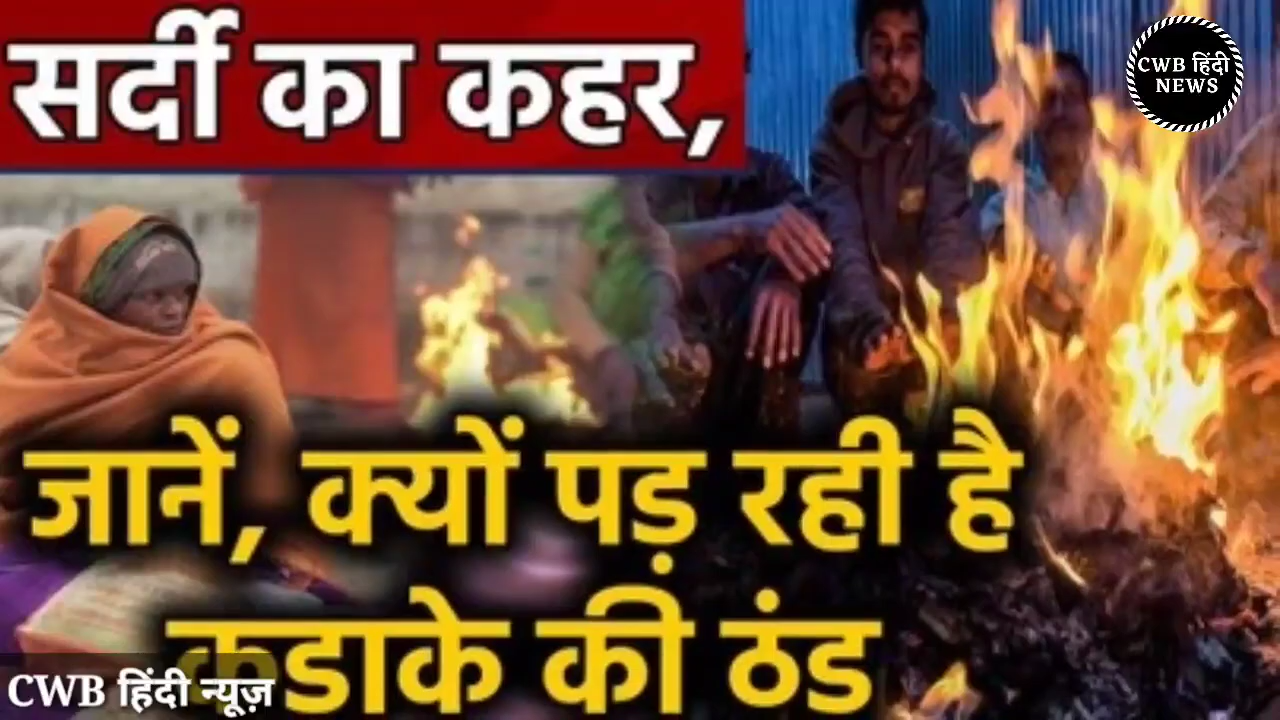 सर्दी का कहर,
CWB हिंदी
NEWS
जानें, क्यों पड़ रही है
कडाके की ठंड
CWB हिंदी न्यूज़